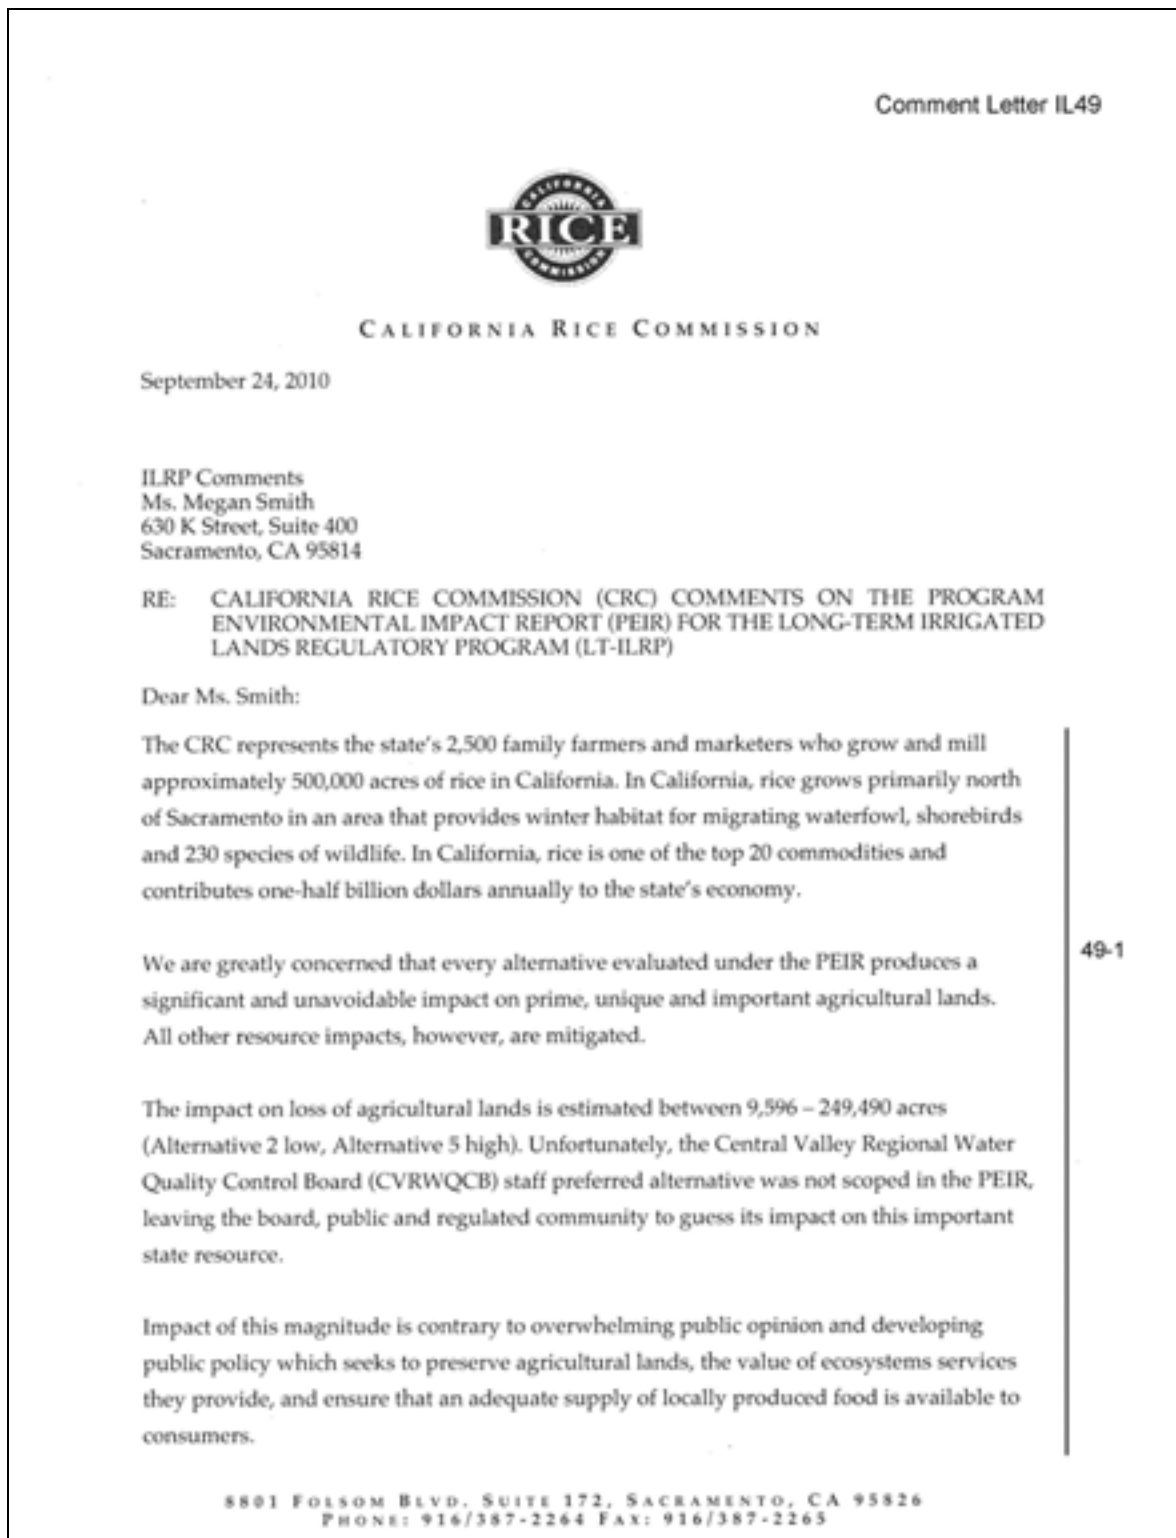 Comment Letter IL49
CALIFORNIA
RICE
COMMISSION
CALIFORNIA RICE COMMISSION
September 24, 2010
ILRP Comments
Ms. Megan Smith
630 K Street, Suite 400
Sacramento, CA 95814
RE: CALIFORNIA RICE COMMISSION (CRC) COMMENTS ON THE PROGRAM
ENVIRONMENTAL IMPACT REPORT (PEIR) FOR THE LONG-TERM IRRIGATED
LANDS REGULATORY PROGRAM (LT-ILRP)
Dear Ms. Smith:
The CRC represents the state's 2,500 family farmers and marketers who grow and mill
approximately 500,000 acres of rice in California. In California, rice grows primarily north
of Sacramento in an area that provides winter habitat for migrating waterfowl, shorebirds
and 230 species of wildlife. In California, rice is one of the top 20 commodities and
contributes one-half billion dollars annually to the state's economy.
49-1
We are greatly concerned that every alternative evaluated under the PEIR produces a
significant and unavoidable impact on prime, unique and important agricultural lands.
All other resource impacts, however, are mitigated.
The impact on loss of agricultural lands is estimated between 9,596 – 249,490 acres
(Alternative 2 low, Alternative 5 high). Unfortunately, the Central Valley Regional Water
Quality Control Board (CVRWQCB) staff preferred alternative was not scoped in the PEIR,
leaving the board, public and regulated community to guess its impact on this important
state resource.
Impact of this magnitude is contrary to overwhelming public opinion and developing
public policy which seeks to preserve agricultural lands, the value of ecosystems services
they provide, and ensure that an adequate supply of locally produced food is available to
consumers.
8801 FOLSOM BLVD. SUITE 172, SACRAMENTO, CA 95826
PHONE: 916/387-2264 FAX: 916/387-2265